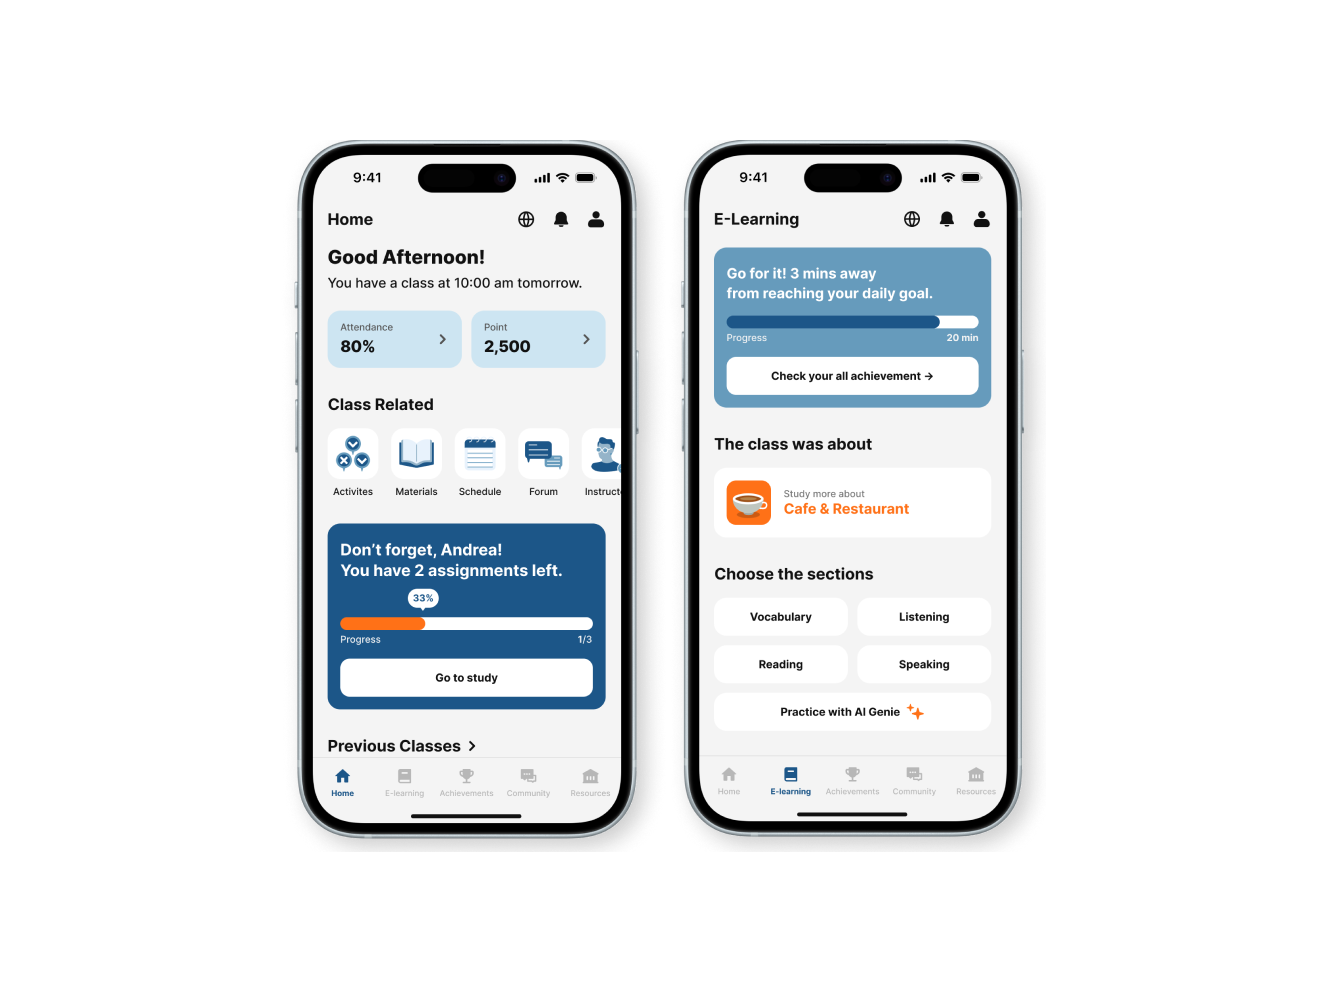 9:41
Home
Good Afternoon!
You have a class at 10:00 am tomorrow.
Attendance
80%
Point
2,500
Class Related
Activites
Materials
Schedule
Forum
Instruct
Don't forget, Andrea!
You have 2 assignments left.
33%
Progress
1/3
Go to study
Previous Classes
Home
E-learning
Achievements
Community
Resources
9:41
E-Learning
Go for it! 3 mins away
from reaching your daily goal.
Progress
20 min
Check your all achievement →
The class was about
Study more about
Cafe & Restaurant
Choose the sections
Vocabulary
Listening
Reading
Speaking
Practice with AI Genie
Home
E-learning
Achievements
Community
Resources